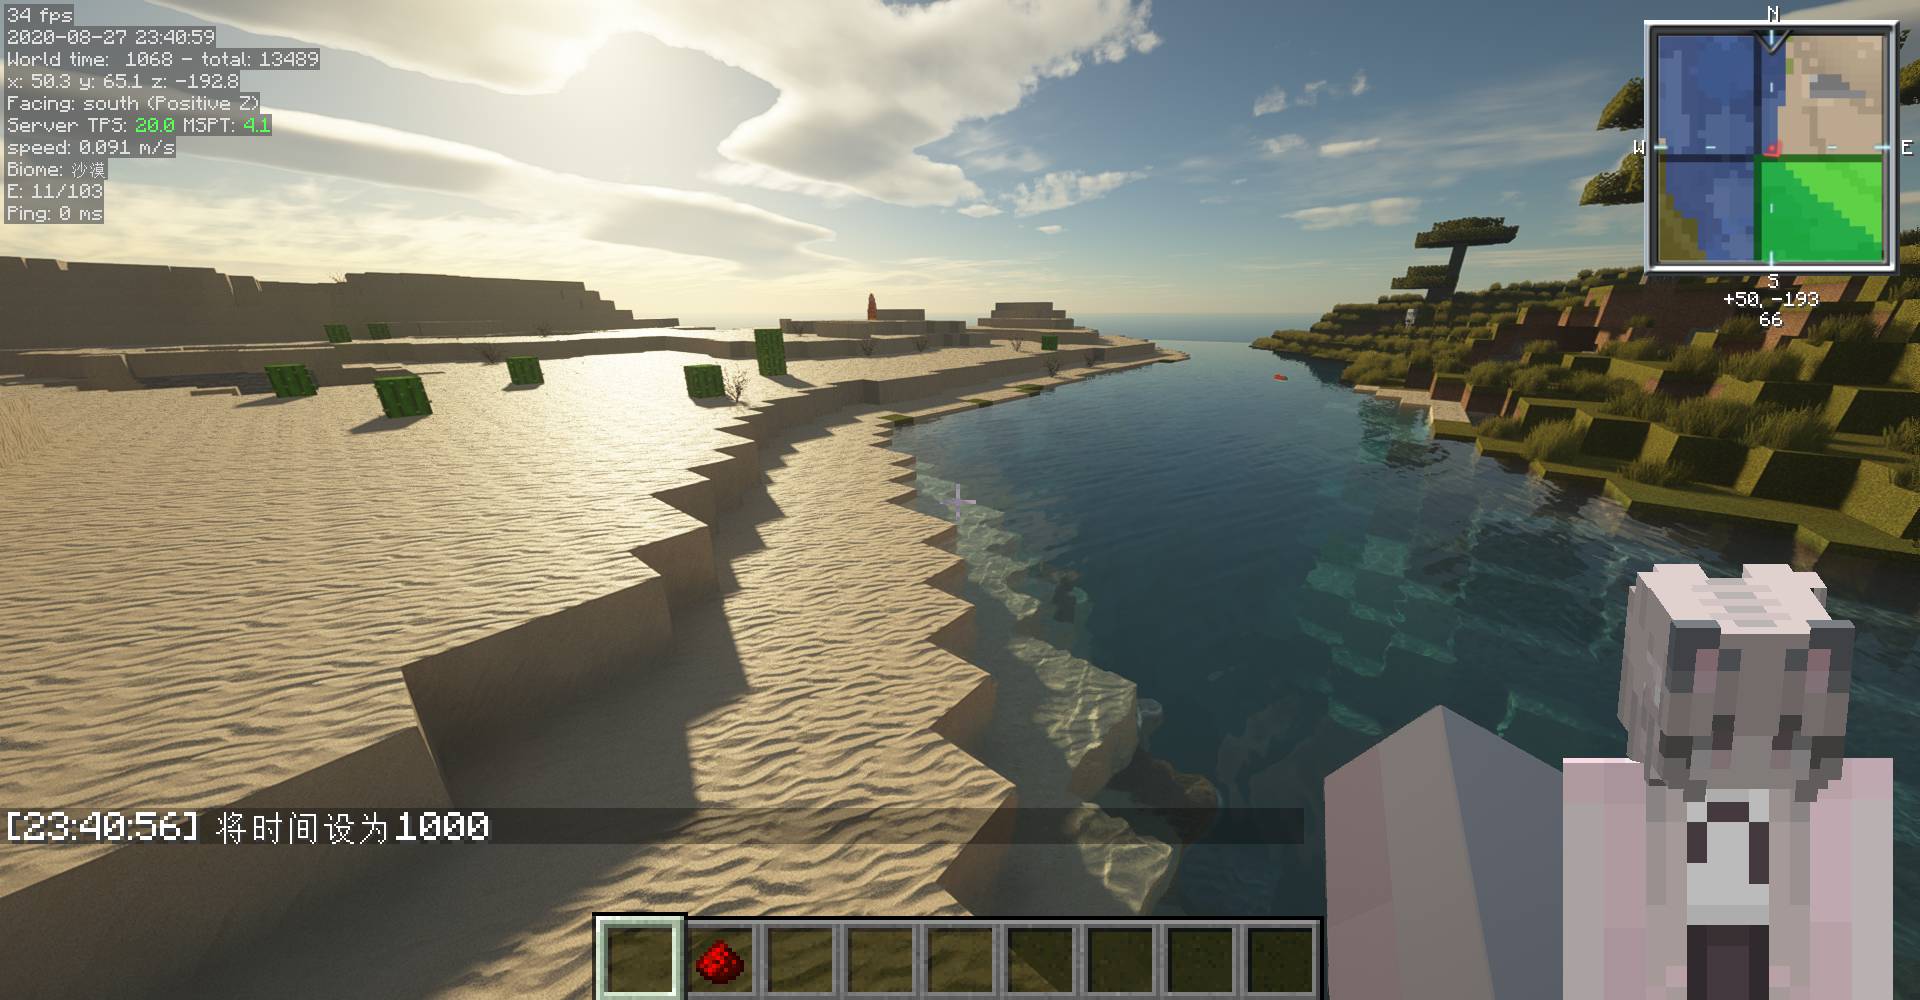 34 fps
2020-08-27 23:40:59
World time:  1068 - total: 13489
x: 50.3 y: 65.1 z: -192.8
Facing: south (Positive Z)
Server TPS: 20.0 MSPT: 4.1
speed: 0.091 m/s
Biome: 沙漠
E: 11/103
Ping: 0 ms
N
W
E
S
+50, -193
66
[23:40:56] 将时间设为1000